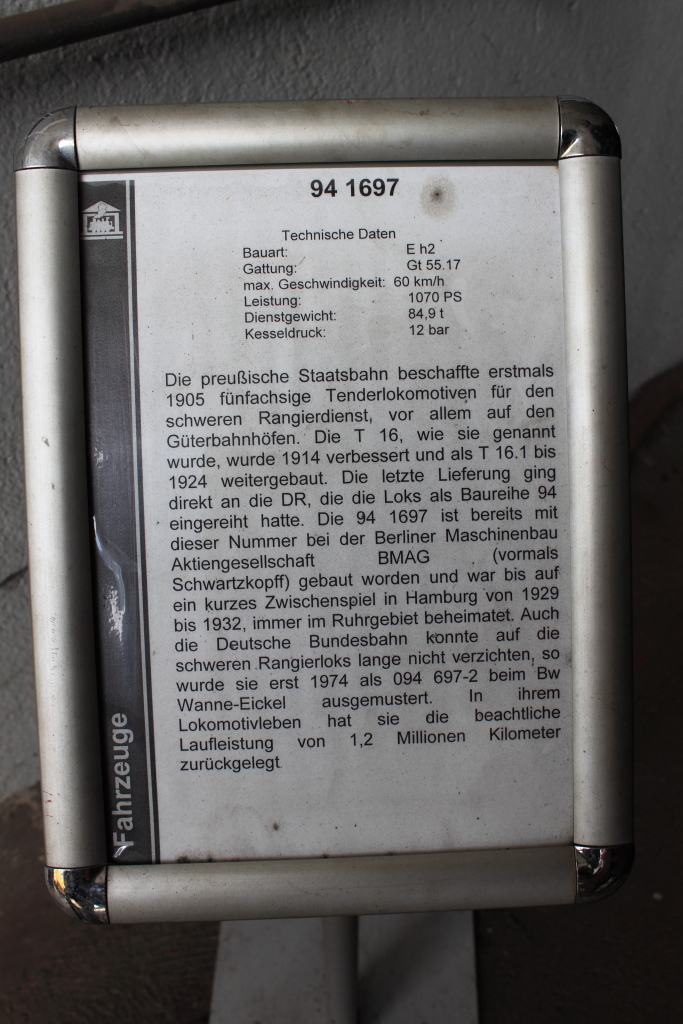 94 1697
Technische Daten
Bauart: E h2
Gattung: Gt 55.17
max. Geschwindigkeit: 60 km/h
Leistung: 1070 PS
Dienstgewicht: 84,9 t
Kesseldruck: 12 bar
Die preußische Staatsbahn beschaffte erstmals
1905 fünfachsige Tenderlokomotiven für den
schweren Rangierdienst, vor allem auf den
Güterbahnhöfen. Die T 16, wie sie genannt
wurde, wurde 1914 verbessert und als T 16.1 bis
1924 weitergebaut. Die letzte Lieferung ging
direkt an die DR, die die Loks als Baureihe 94
eingereiht hatte. Die 94 1697 ist bereits mit
dieser Nummer bei der Berliner Maschinenbau
Aktiengesellschaft BMAG (vormals
Schwartzkopff) gebaut worden und war bis auf
ein kurzes Zwischenspiel in Hamburg von 1929
bis 1932, immer im Ruhrgebiet beheimatet. Auch
die Deutsche Bundesbahn konnte auf die
schweren Rangierloks lange nicht verzichten, so
wurde sie erst 1974 als 094 697-2 beim Bw
Wanne-Eickel ausgemustert. In ihrem
Lokomotivleben hat sie die beachtliche
Laufleistung von 1,2 Millionen Kilometer
zurückgelegt
Fahrzeuge